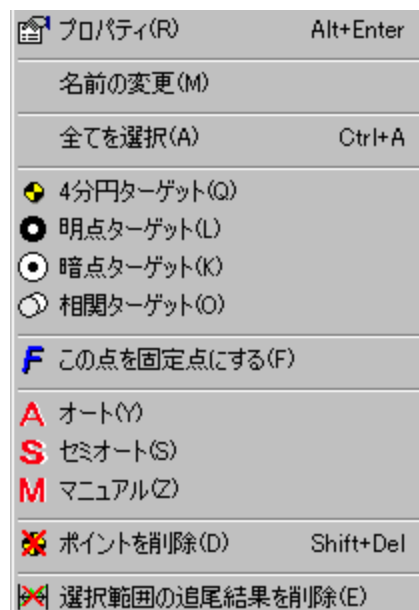 プロパティ(R) Alt+Enter
名前の変更(M)
全てを選択(A) Ctrl+A
4分円ターゲット(Q)
明点ターゲット(L)
暗点ターゲット(K)
相関ターゲット(O)
F この点を固定点にする(F)
A オート(Y)
S セミオート(S)
M マニュアル(Z)
ポイントを削除(D) Shift+Del
選択範囲の追尾結果を削除(E)